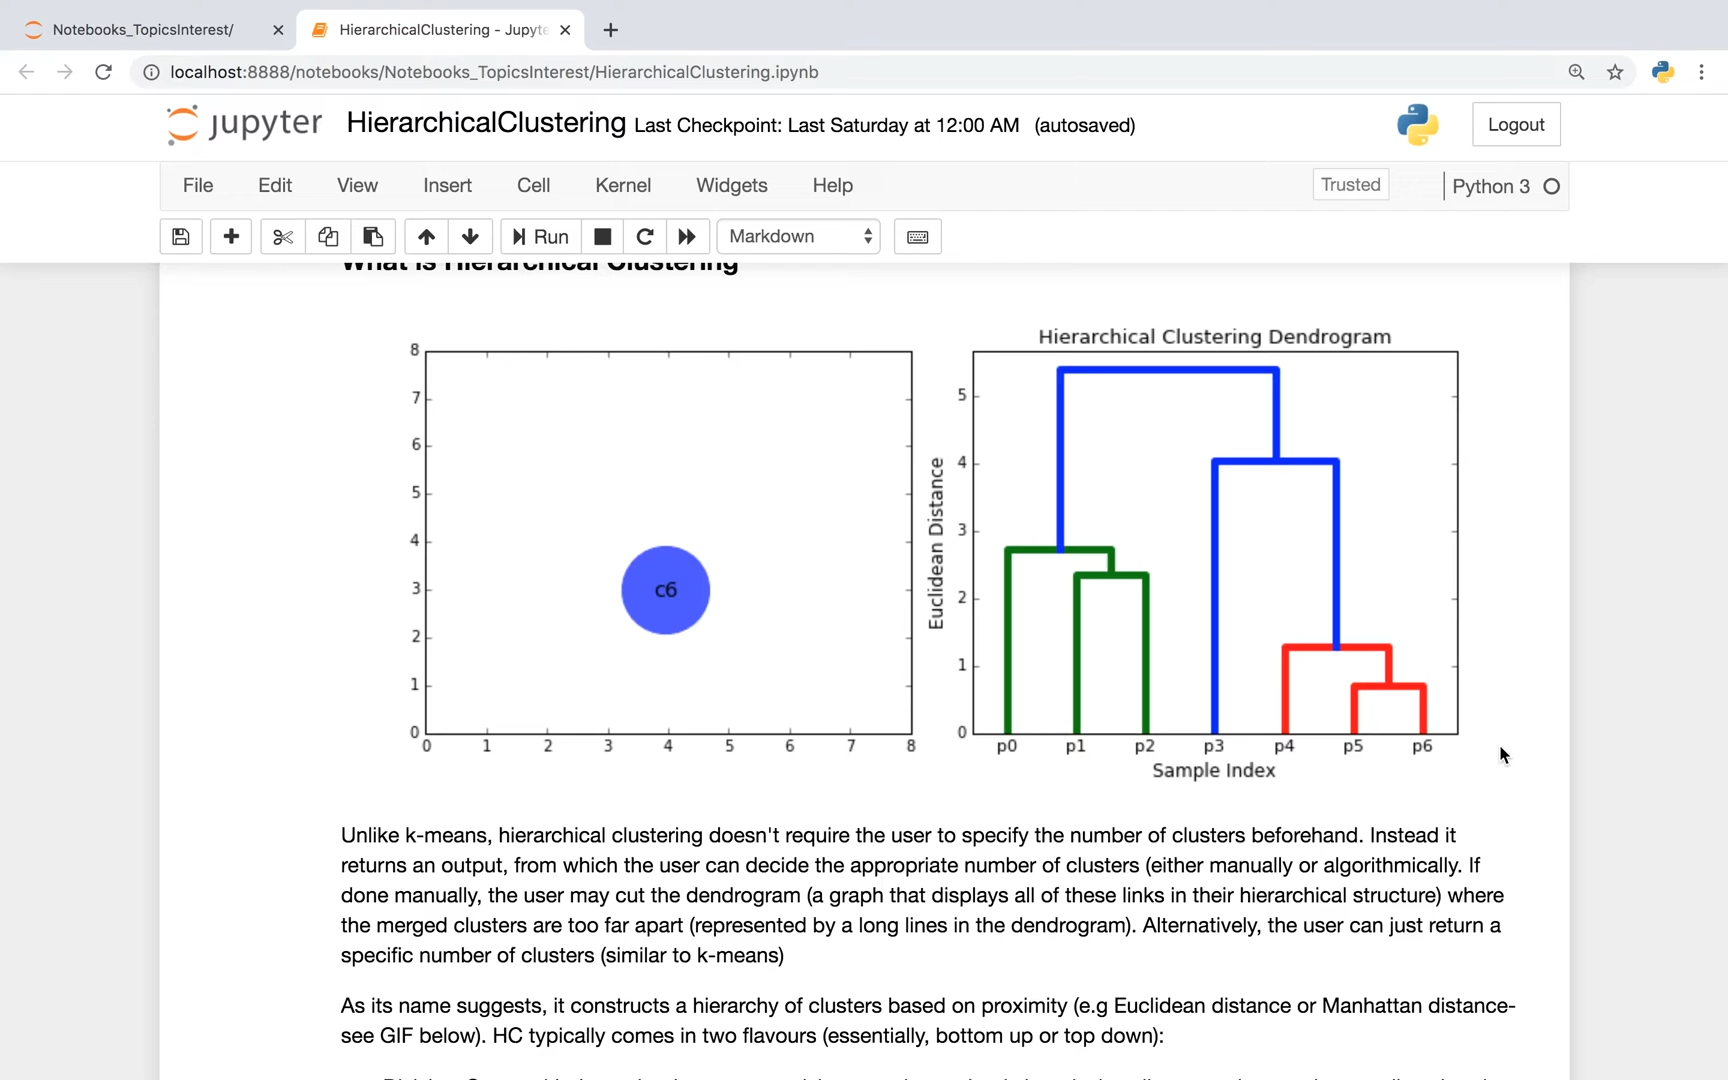 Notebooks_TopicsInterest/
HierarchicalClustering - Jupyte
localhost:8888/notebooks/Notebooks_TopicsInterest/HierarchicalClustering.ipynb
jupyter HierarchicalClustering Last Checkpoint: Last Saturday at 12:00 AM (autosaved)
Logout
File Edit View Insert Cell Kernel Widgets Help
Trusted
Python 3
Run
Markdown
What is Hierarchical Clustering
8
7
6
5
4
3
2
1
0
c6
0 1 2 3 4 5 6 7 8
Hierarchical Clustering Dendrogram
Euclidean Distance
5
4
3
2
1
0
p0 p1 p2 p3 p4 p5 p6
Sample Index
Unlike k-means, hierarchical clustering doesn't require the user to specify the number of clusters beforehand. Instead it
returns an output, from which the user can decide the appropriate number of clusters (either manually or algorithmically. If
done manually, the user may cut the dendrogram (a graph that displays all of these links in their hierarchical structure) where
the merged clusters are too far apart (represented by a long lines in the dendrogram). Alternatively, the user can just return a
specific number of clusters (similar to k-means)
As its name suggests, it constructs a hierarchy of clusters based on proximity (e.g Euclidean distance or Manhattan distance-
see GIF below). HC typically comes in two flavours (essentially, bottom up or top down):